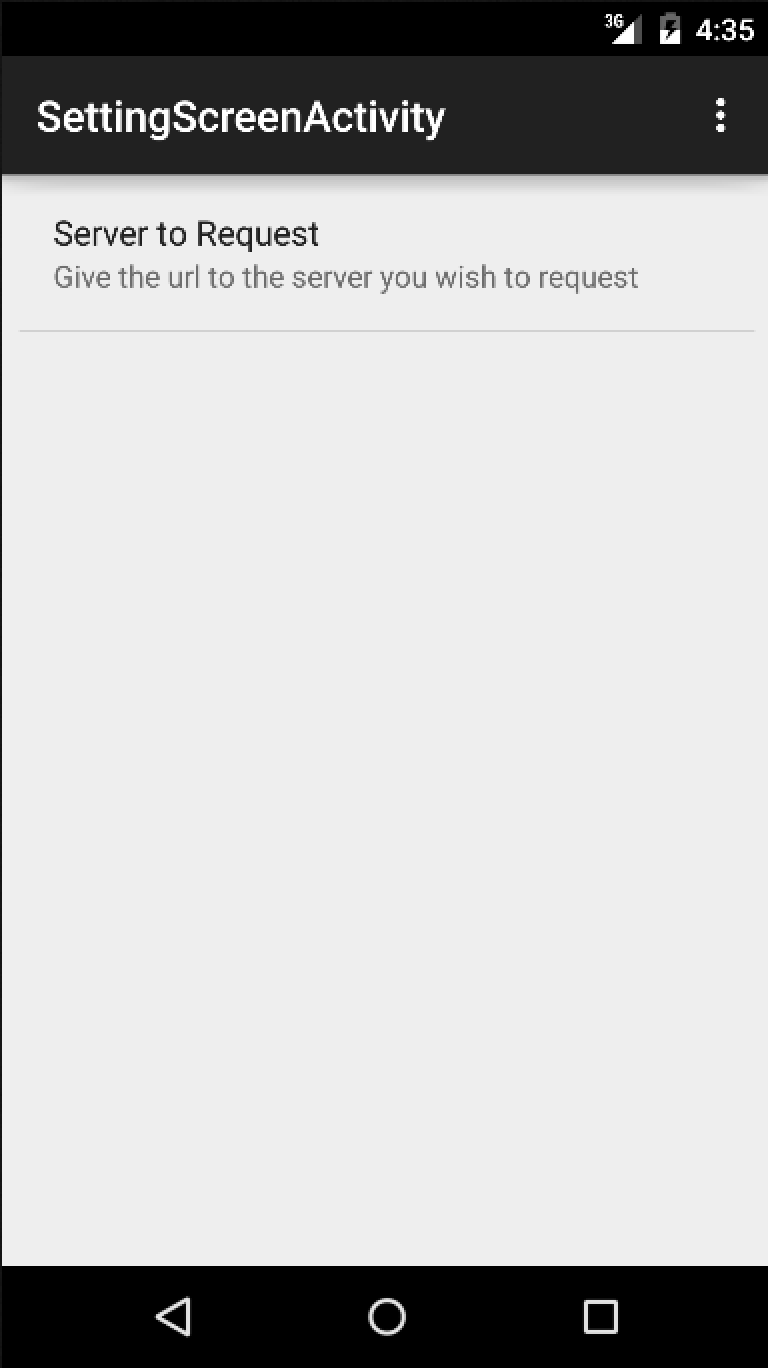 3G 4:35
SettingScreenActivity
Server to Request
Give the url to the server you wish to request